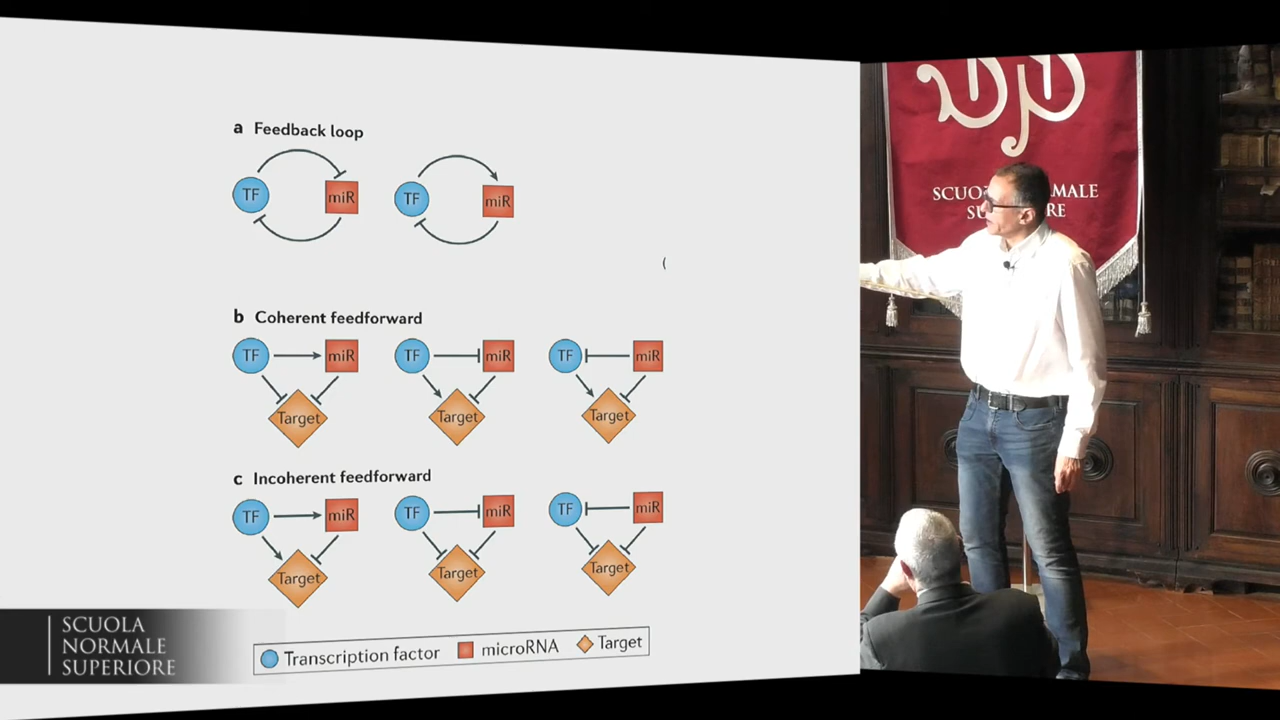 a Feedback loop
TF miR TF miR
(
b Coherent feedforward
TF miR TF miR TF miR
Target Target Target
c Incoherent feedforward
TF miR TF miR TF miR
Target Target Target
Transcription factor microRNA Target
SCUOLA
NORMALE
SUPERIORE